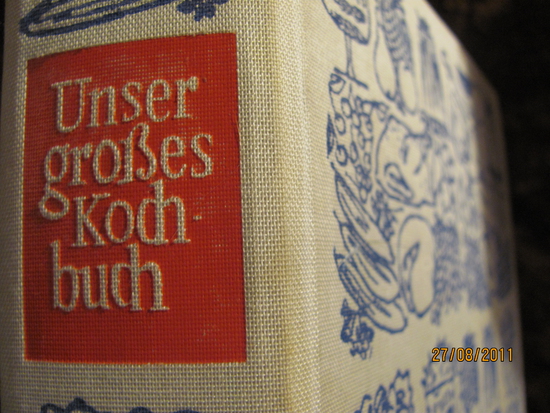 Unser
großes
Koch-
buch
27/08/2011